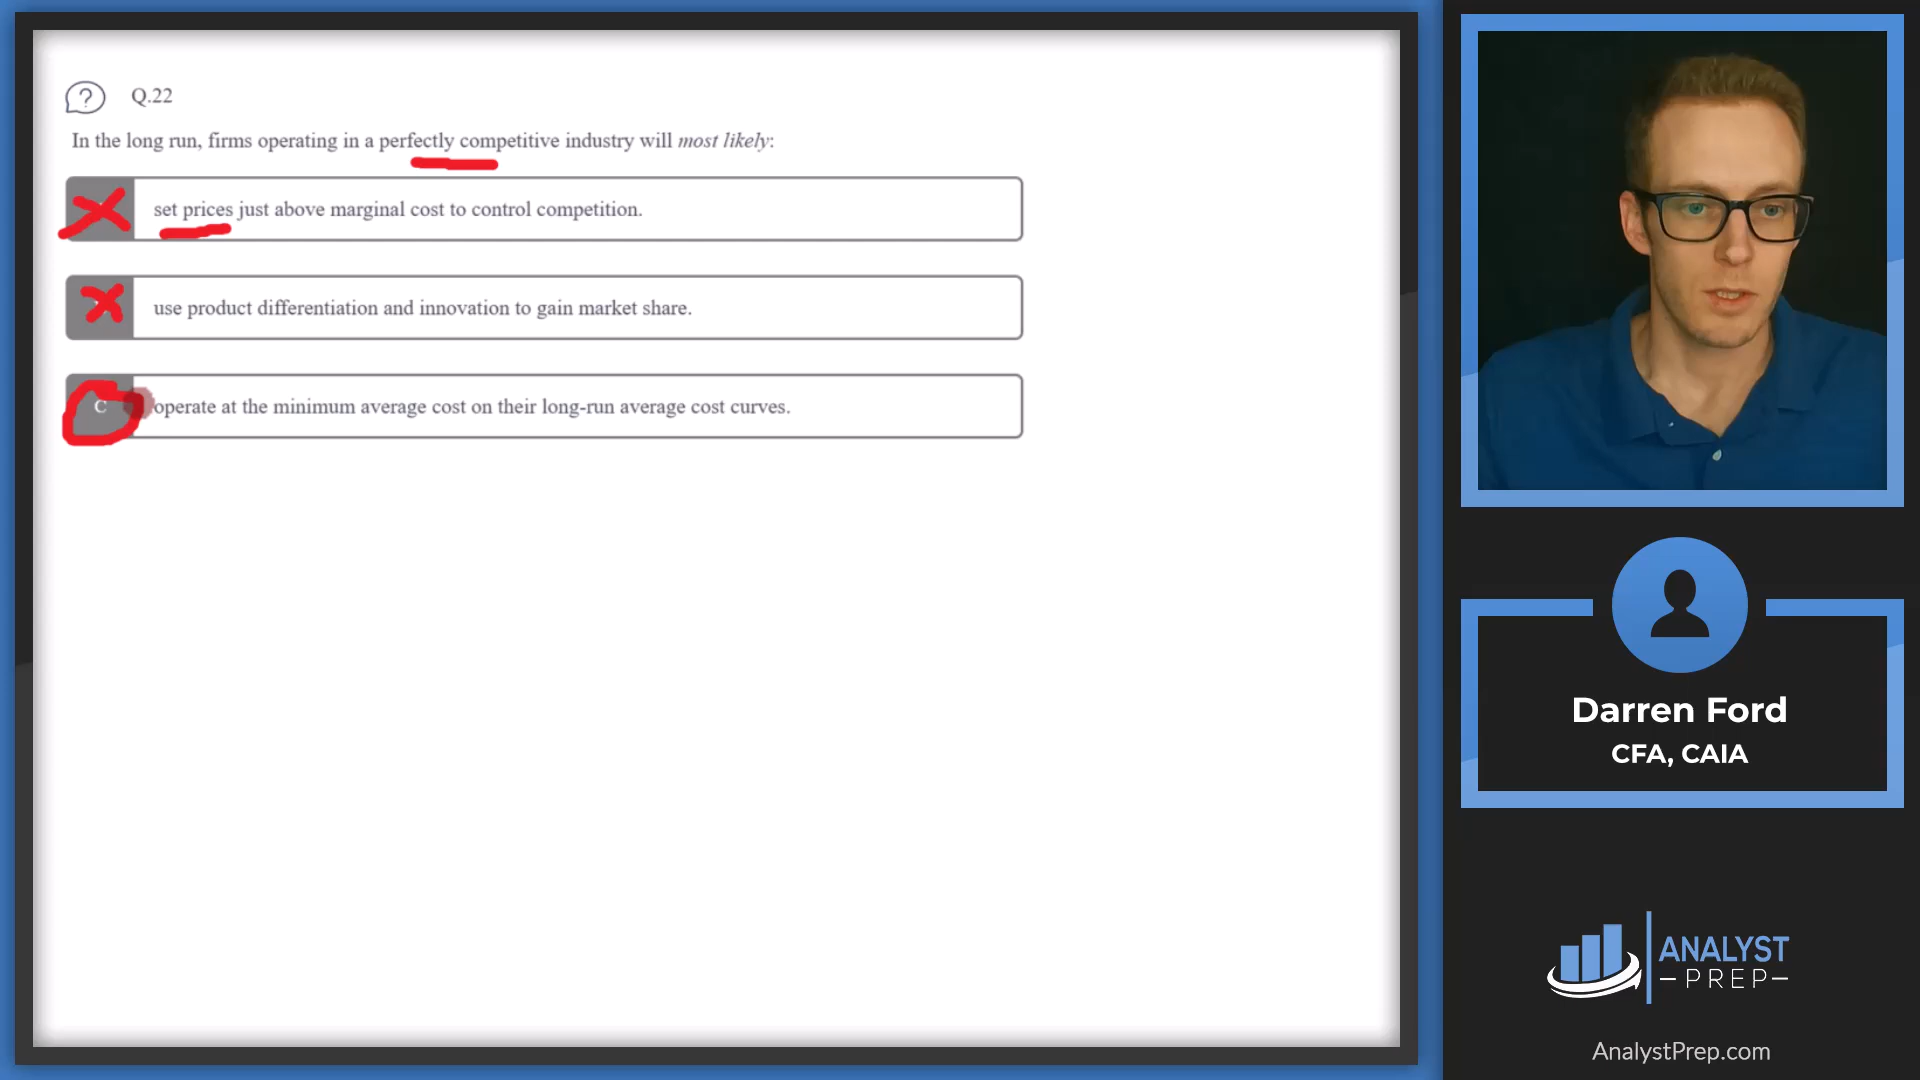 Q.22
In the long run, firms operating in a perfectly competitive industry will most likely:
set prices just above marginal cost to control competition.
use product differentiation and innovation to gain market share.
C operate at the minimum average cost on their long-run average cost curves.
Darren Ford
CFA, CAIA
ANALYST
PREP
AnalystPrep.com